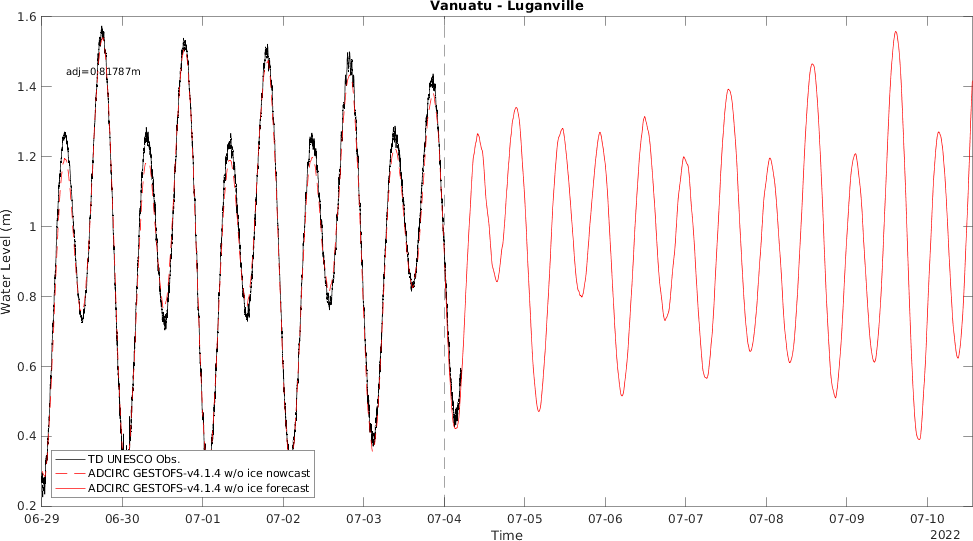 Vanuatu - Luganville
Water Level (m)
1.6
1.4
1.2
1
0.8
0.6
0.4
0.2
adj=0.81787m
TD UNESCO Obs.
ADCIRC GESTOFS-v4.1.4 w/o ice nowcast
ADCIRC GESTOFS-v4.1.4 w/o ice forecast
06-29 06-30 07-01 07-02 07-03 07-04 07-05 07-06 07-07 07-08 07-09 07-10
Time
2022